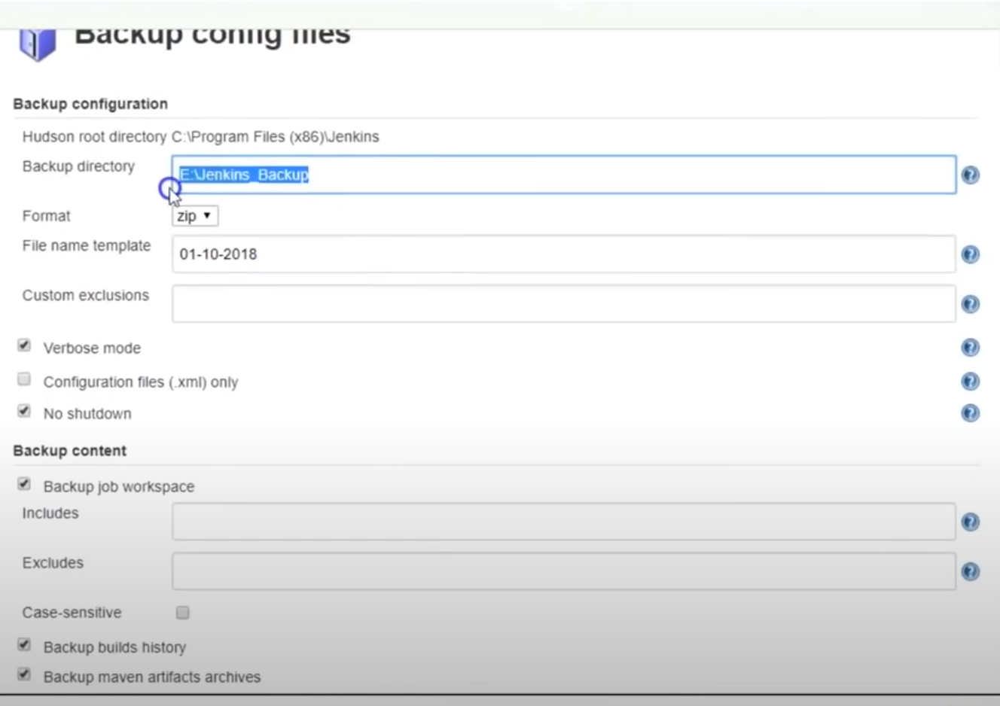 Backup config files
Backup configuration
Hudson root directory C:\Program Files (x86)\Jenkins
Backup directory E:\Jenkins_Backup
Format zip
File name template 01-10-2018
Custom exclusions
Verbose mode
Configuration files (.xml) only
No shutdown
Backup content
Backup job workspace
Includes
Excludes
Case-sensitive
Backup builds history
Backup maven artifacts archives